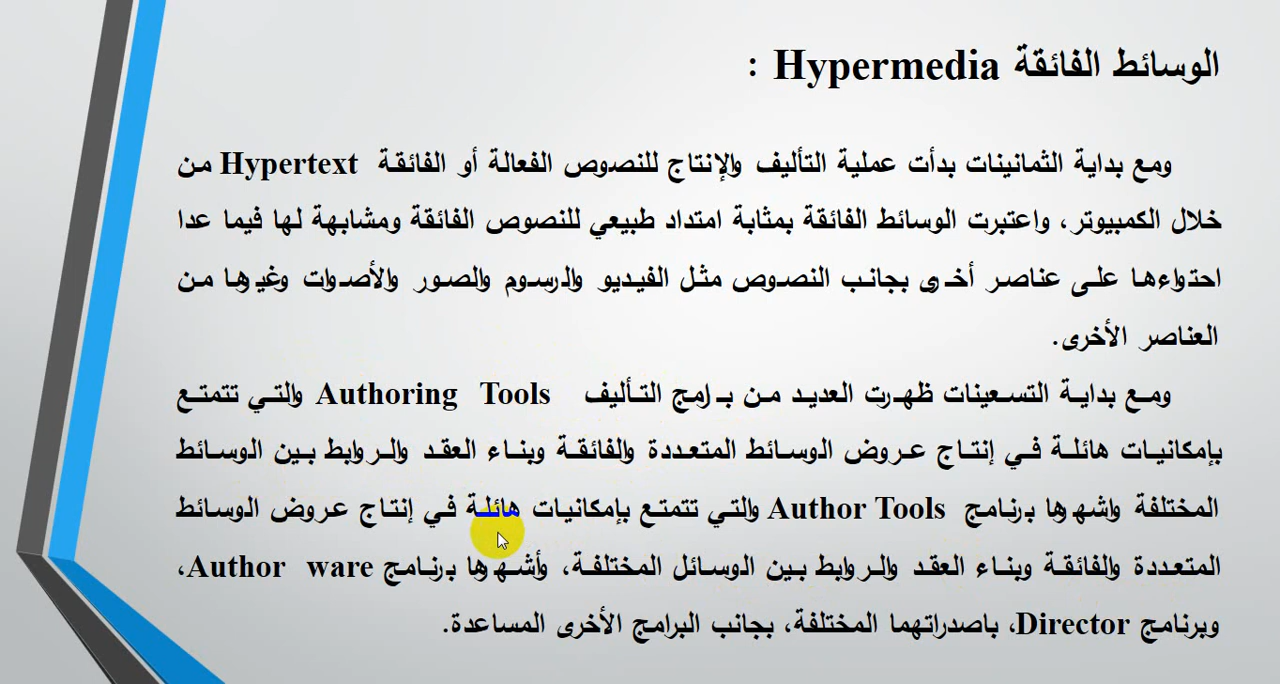 الوسائط الفائقة Hypermedia :
ومع بداية الثمانينات بدأت عملية التأليف والإنتاج للنصوص الفعالة أو الفائقة Hypertext من
خلال الكمبيوتر، واعتبرت الوسائط الفائقة بمثابة امتداد طبيعي للنصوص الفائقة ومشابهة لها فيما عدا
احتواءها على عناصر أخرى بجانب النصوص مثل الفيديو والرسوم والصور والأصوات وغيرها من
العناصر الأخرى.
ومع بداية التسعينات ظهرت العديد من برامج التأليف Authoring Tools والتي تتمتع
بإمكانيات هائلة في إنتاج عروض الوسائط المتعددة والفائقة وبناء العقد والروابط بين الوسائط
المختلفة واشهرها برنامج Author Tools والتي تتمتع بإمكانيات هائلة في إنتاج عروض الوسائط
المتعددة والفائقة وبناء العقد والروابط بين الوسائل المختلفة، وأشهرها برنامج Author ware،
وبرنامج Director، باصدراتهما المختلفة، بجانب البرامج الأخرى المساعدة.